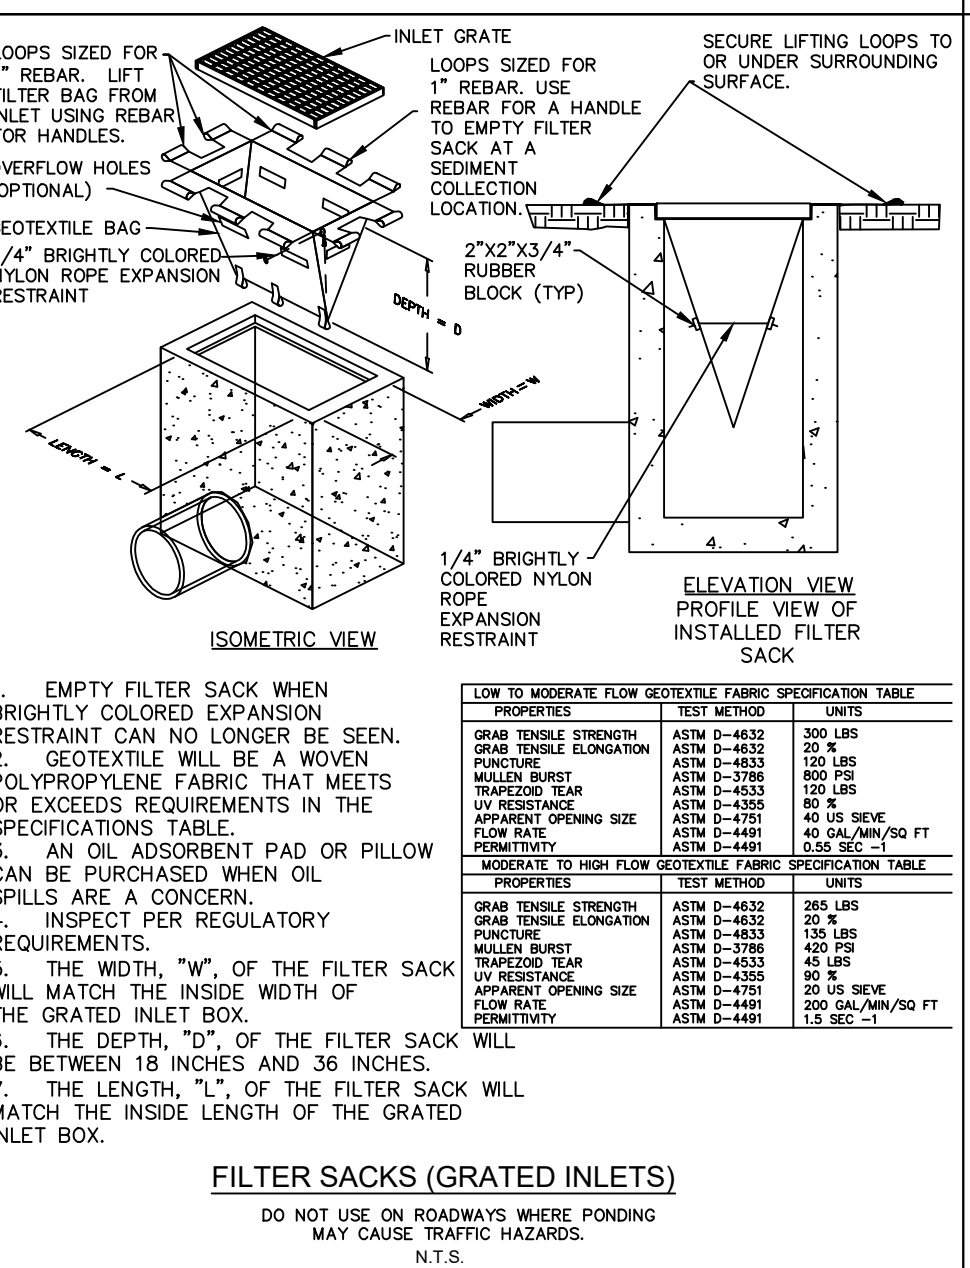 LOOPS SIZED FOR
1" REBAR. LIFT
FILTER BAG FROM
INLET USING REBAR
FOR HANDLES.
OVERFLOW HOLES
(OPTIONAL)
GEOTEXTILE BAG
1/4" BRIGHTLY COLORED
NYLON ROPE EXPANSION
RESTRAINT
INLET GRATE
LOOPS SIZED FOR
1" REBAR. USE
REBAR FOR A HANDLE
TO EMPTY FILTER
SACK AT A
SEDIMENT
COLLECTION
LOCATION.
SECURE LIFTING LOOPS TO
OR UNDER SURROUNDING
SURFACE.
2"X2"X3/4"
RUBBER
BLOCK (TYP)
DEPTH = D
WIDTH = W
LENGTH = L
1/4" BRIGHTLY
COLORED NYLON
ROPE
EXPANSION
RESTRAINT
ISOMETRIC VIEW
ELEVATION VIEW
PROFILE VIEW OF
INSTALLED FILTER
SACK
1. EMPTY FILTER SACK WHEN
BRIGHTLY COLORED EXPANSION
RESTRAINT CAN NO LONGER BE SEEN.
2. GEOTEXTILE WILL BE A WOVEN
POLYPROPYLENE FABRIC THAT MEETS
OR EXCEEDS REQUIREMENTS IN THE
SPECIFICATIONS TABLE.
3. AN OIL ADSORBENT PAD OR PILLOW
CAN BE PURCHASED WHEN OIL
SPILLS ARE A CONCERN.
4. INSPECT PER REGULATORY
REQUIREMENTS.
5. THE WIDTH, "W", OF THE FILTER SACK
WILL MATCH THE INSIDE WIDTH OF
THE GRATED INLET BOX.
6. THE DEPTH, "D", OF THE FILTER SACK WILL
BE BETWEEN 18 INCHES AND 36 INCHES.
7. THE LENGTH, "L", OF THE FILTER SACK WILL
MATCH THE INSIDE LENGTH OF THE GRATED
INLET BOX.
LOW TO MODERATE FLOW GEOTEXTILE FABRIC SPECIFICATION TABLE
PROPERTIES TEST METHOD UNITS
GRAB TENSILE STRENGTH ASTM D-4632 300 LBS
GRAB TENSILE ELONGATION ASTM D-4632 20 %
PUNCTURE ASTM D-4833 120 LBS
MULLEN BURST ASTM D-3786 800 PSI
TRAPEZOID TEAR ASTM D-4533 120 LBS
UV RESISTANCE ASTM D-4355 80 %
APPARENT OPENING SIZE ASTM D-4751 40 US SIEVE
FLOW RATE ASTM D-4491 40 GAL/MIN/SQ FT
PERMITTIVITY ASTM D-4491 0.55 SEC -1
MODERATE TO HIGH FLOW GEOTEXTILE FABRIC SPECIFICATION TABLE
PROPERTIES TEST METHOD UNITS
GRAB TENSILE STRENGTH ASTM D-4632 265 LBS
GRAB TENSILE ELONGATION ASTM D-4632 20 %
PUNCTURE ASTM D-4833 135 LBS
MULLEN BURST ASTM D-3786 420 PSI
TRAPEZOID TEAR ASTM D-4533 45 LBS
UV RESISTANCE ASTM D-4355 90 %
APPARENT OPENING SIZE ASTM D-4751 20 US SIEVE
FLOW RATE ASTM D-4491 200 GAL/MIN/SQ FT
PERMITTIVITY ASTM D-4491 1.5 SEC -1
FILTER SACKS (GRATED INLETS)
DO NOT USE ON ROADWAYS WHERE PONDING
MAY CAUSE TRAFFIC HAZARDS.
N.T.S.